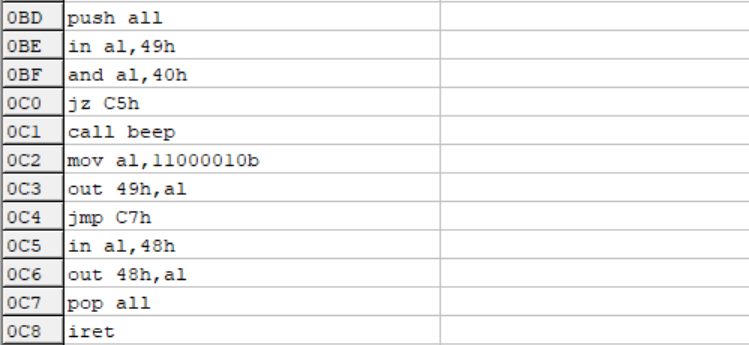 0BD push all
0BE in al,49h
0BF and al,40h
0C0 jz C5h
0C1 call beep
0C2 mov al,11000010b
0C3 out 49h,al
0C4 jmp C7h
0C5 in al,48h
0C6 out 48h,al
0C7 pop all
0C8 iret